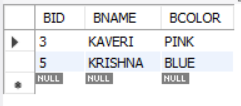 BID BNAME BCOLOR
3 KAVERI PINK
5 KRISHNA BLUE
NULL NULL NULL